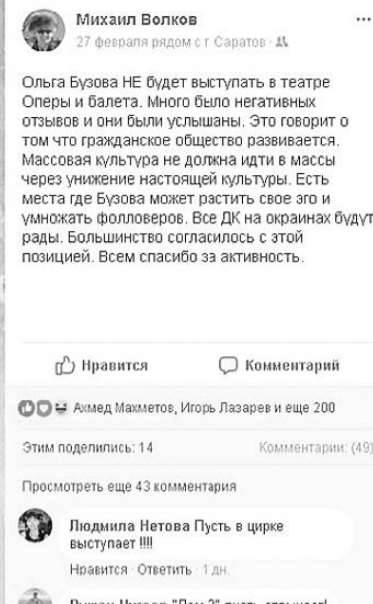 Михаил Волков
27 февраля рядом с г Саратов
Ольга Бузова НЕ будет выступать в театре
Оперы и балета. Много было негативных
отзывов и они были услышаны. Это говорит о
том что гражданское общество развивается.
Массовая культура не должна идти в массы
через унижение настоящей культуры. Есть
места где Бузова может растить свое эго и
умножать фолловеров. Все ДК на окраинах будут
рады. Большинство согласилось с этой
позицией. Всем спасибо за активность.
Нравится Комментарий
Ахмед Махметов, Игорь Лазарев и еще 200
Этим поделились: 14 Комментарии: (49)
Просмотреть еще 43 комментария
Людмила Нетова Пусть в цирке
выступает !!!!
Нравится · Ответить · 1 дн.